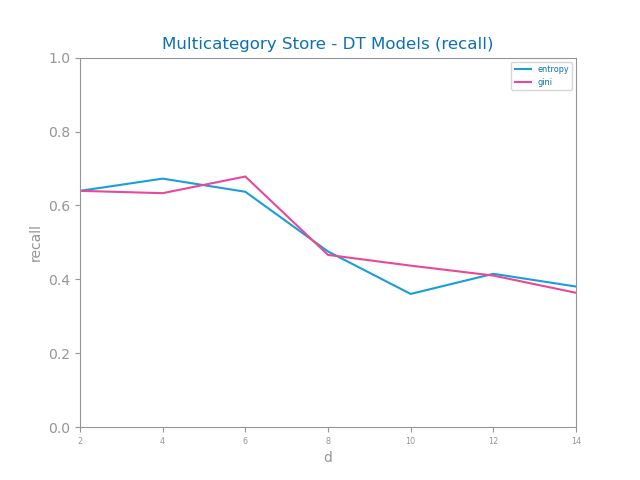 Multicategory Store - DT Models (recall)
entropy
gini
recall
1.0
0.8
0.6
0.4
0.2
0.0
2 4 6 8 10 12 14
d